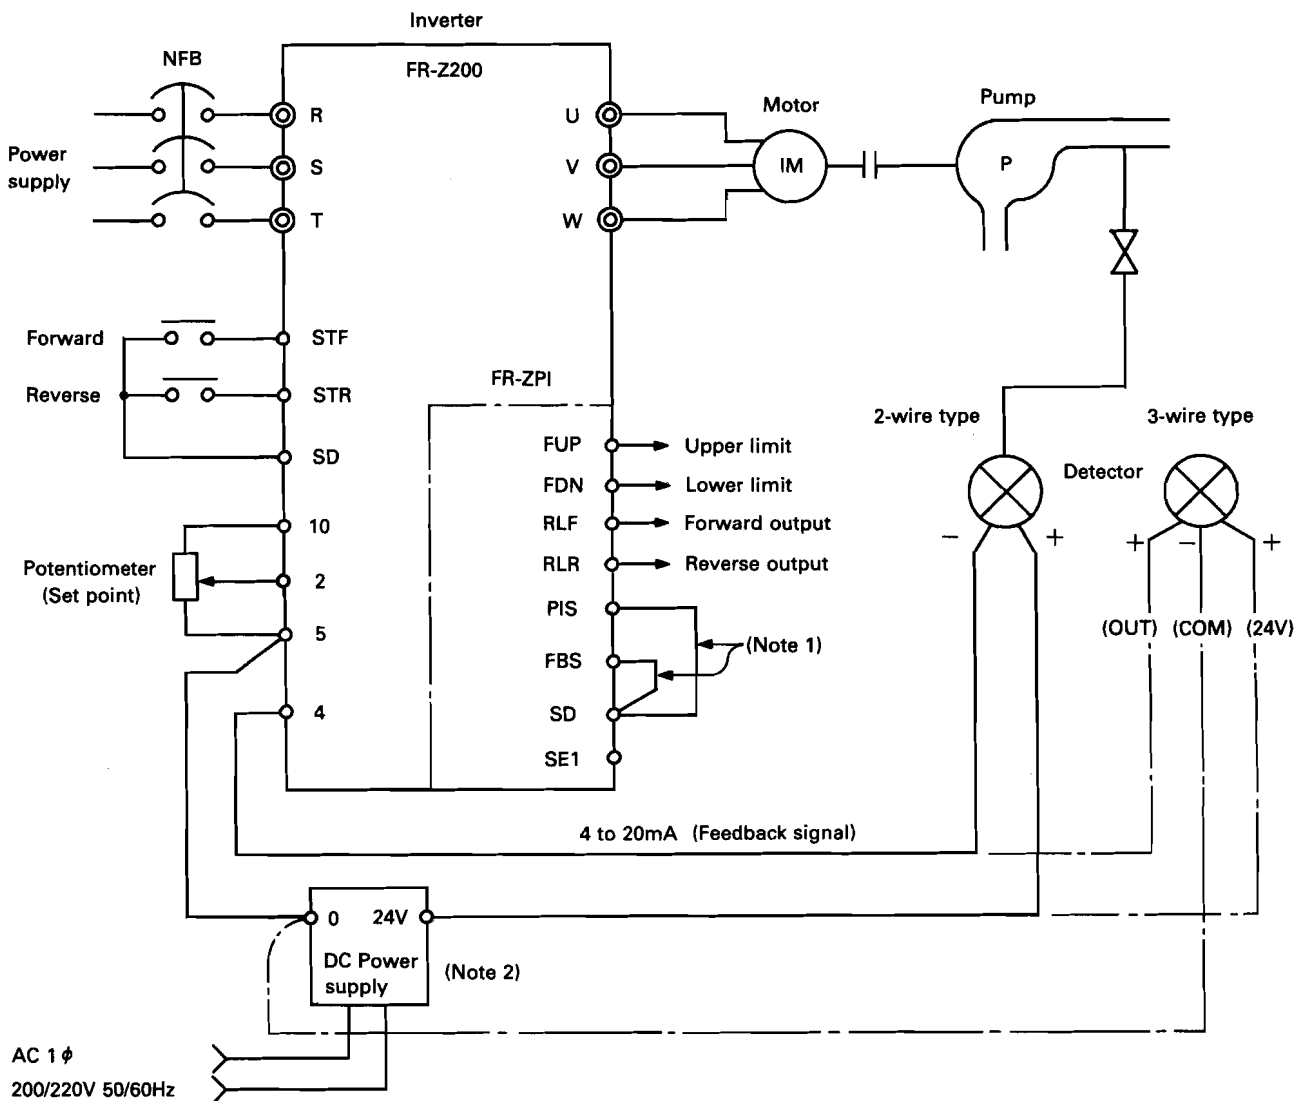 Inverter
FR-Z200
NFB
Power
supply
R
S
T
U
V
W
Motor
IM
Pump
P
Forward
Reverse
STF
STR
SD
10
2
5
4
Potentiometer
(Set point)
FR-ZPI
FUP
FDN
RLF
RLR
PIS
FBS
SD
SE1
Upper limit
Lower limit
Forward output
Reverse output
(Note 1)
2-wire type
3-wire type
Detector
−
+
+
−
+
(OUT)
(COM)
(24V)
4 to 20mA (Feedback signal)
0
24V
DC Power
supply
(Note 2)
AC 1ϕ
200/220V 50/60Hz